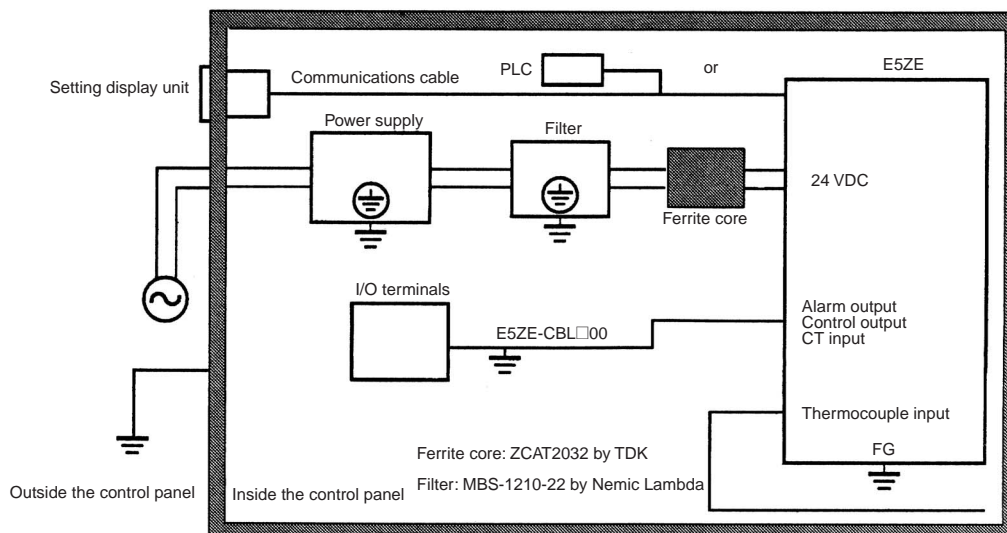 PLC
or
E5ZE
Setting display unit
Communications cable
Power supply
Filter
24 VDC
Ferrite core
I/O terminals
E5ZE-CBL□00
Alarm output
Control output
CT input
Thermocouple input
FG
Ferrite core: ZCAT2032 by TDK
Filter: MBS-1210-22 by Nemic Lambda
Outside the control panel
Inside the control panel